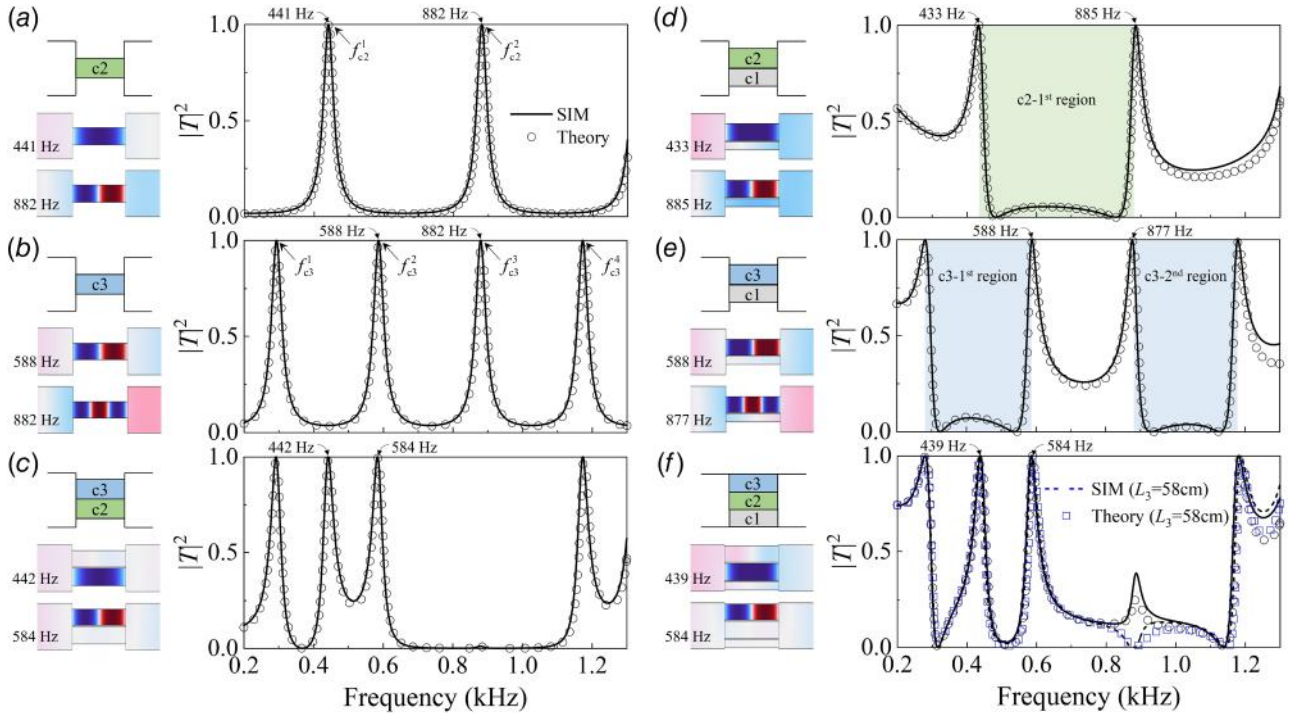 (a)
c2
441 Hz
882 Hz
441 Hz
882 Hz
f¹c2
f²c2
SIM
Theory
|T|²
1.0
0.5
0.0
(b)
c3
588 Hz
882 Hz
588 Hz
882 Hz
f¹c3
f²c3
f³c3
f⁴c3
|T|²
1.0
0.5
0.0
(c)
c3
c2
442 Hz
584 Hz
442 Hz
584 Hz
|T|²
1.0
0.5
0.0
0.2 0.4 0.6 0.8 1.0 1.2
Frequency (kHz)
(d)
c2
c1
433 Hz
885 Hz
433 Hz
885 Hz
c2-1st region
|T|²
1.0
0.5
0.0
(e)
c3
c1
588 Hz
877 Hz
588 Hz
877 Hz
c3-1st region
c3-2nd region
|T|²
1.0
0.5
0.0
(f)
c3
c2
c1
439 Hz
584 Hz
439 Hz
584 Hz
SIM (L₃=58cm)
Theory (L₃=58cm)
|T|²
1.0
0.5
0.0
0.2 0.4 0.6 0.8 1.0 1.2
Frequency (kHz)